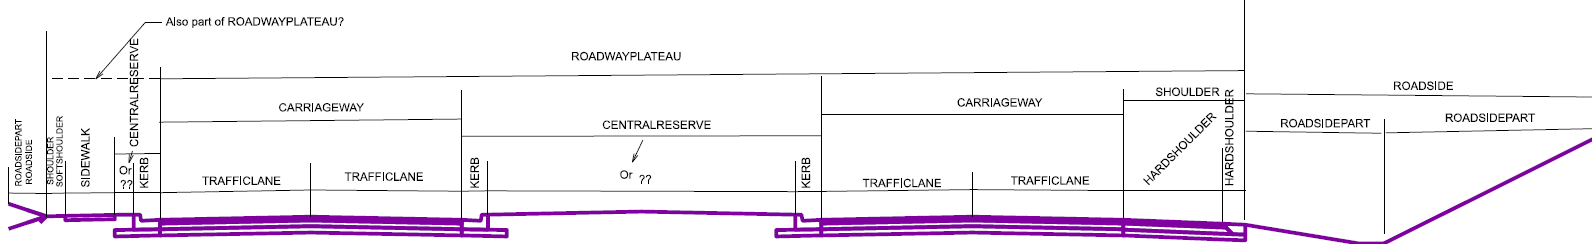 Also part of ROADWAYPLATEAU?
ROADWAYPLATEAU
CENTRALRESERVE
ROADSIDE
SHOULDER
CARRIAGEWAY
CARRIAGEWAY
CENTRALRESERVE
ROADSIDEPART
ROADSIDEPART
ROADSIDEPART
ROADSIDE
SHOULDER
SOFTSHOULDER
SIDEWALK
Or
??
KERB
TRAFFICLANE
TRAFFICLANE
KERB
Or ??
KERB
TRAFFICLANE
TRAFFICLANE
HARDSHOULDER
HARDSHOULDER